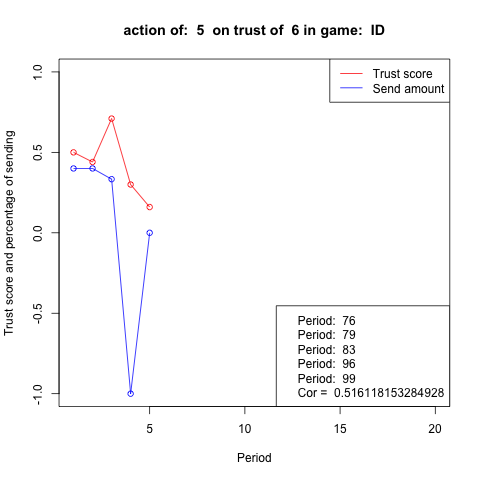 action of:  5  on trust of  6 in game:  ID
Trust score
Send amount
Trust score and percentage of sending
1.0
0.5
0.0
-0.5
-1.0
Period:  76
Period:  79
Period:  83
Period:  96
Period:  99
Cor =  0.516118153284928
5 10 15 20
Period